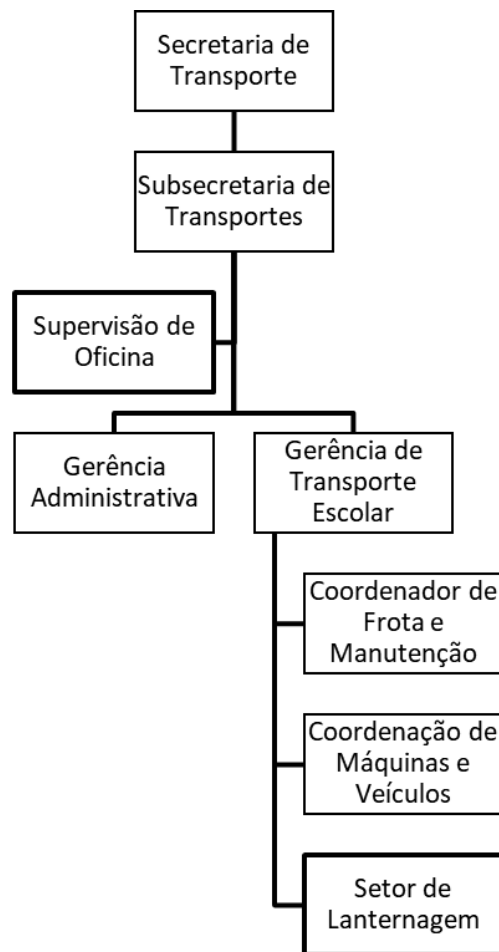 Secretaria de
Transporte
Subsecretaria de
Transportes
Supervisão de
Oficina
Gerência
Administrativa
Gerência de
Transporte
Escolar
Coordenador de
Frota e
Manutenção
Coordenação de
Máquinas e
Veículos
Setor de
Lanternagem